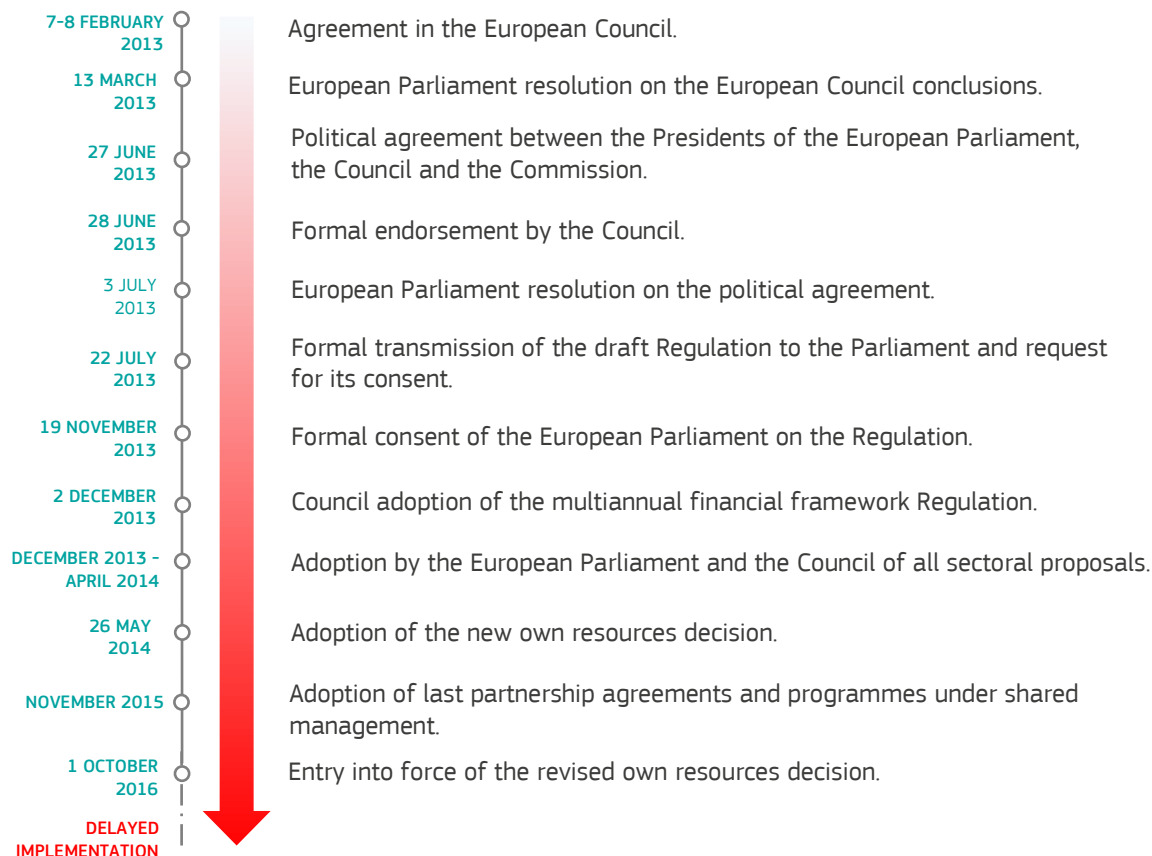 7-8 FEBRUARY
2013
Agreement in the European Council.
13 MARCH
2013
European Parliament resolution on the European Council conclusions.
27 JUNE
2013
Political agreement between the Presidents of the European Parliament,
the Council and the Commission.
28 JUNE
2013
Formal endorsement by the Council.
3 JULY
2013
European Parliament resolution on the political agreement.
22 JULY
2013
Formal transmission of the draft Regulation to the Parliament and request
for its consent.
19 NOVEMBER
2013
Formal consent of the European Parliament on the Regulation.
2 DECEMBER
2013
Council adoption of the multiannual financial framework Regulation.
DECEMBER 2013 -
APRIL 2014
Adoption by the European Parliament and the Council of all sectoral proposals.
26 MAY
2014
Adoption of the new own resources decision.
NOVEMBER 2015
Adoption of last partnership agreements and programmes under shared
management.
1 OCTOBER
2016
Entry into force of the revised own resources decision.
DELAYED
IMPLEMENTATION